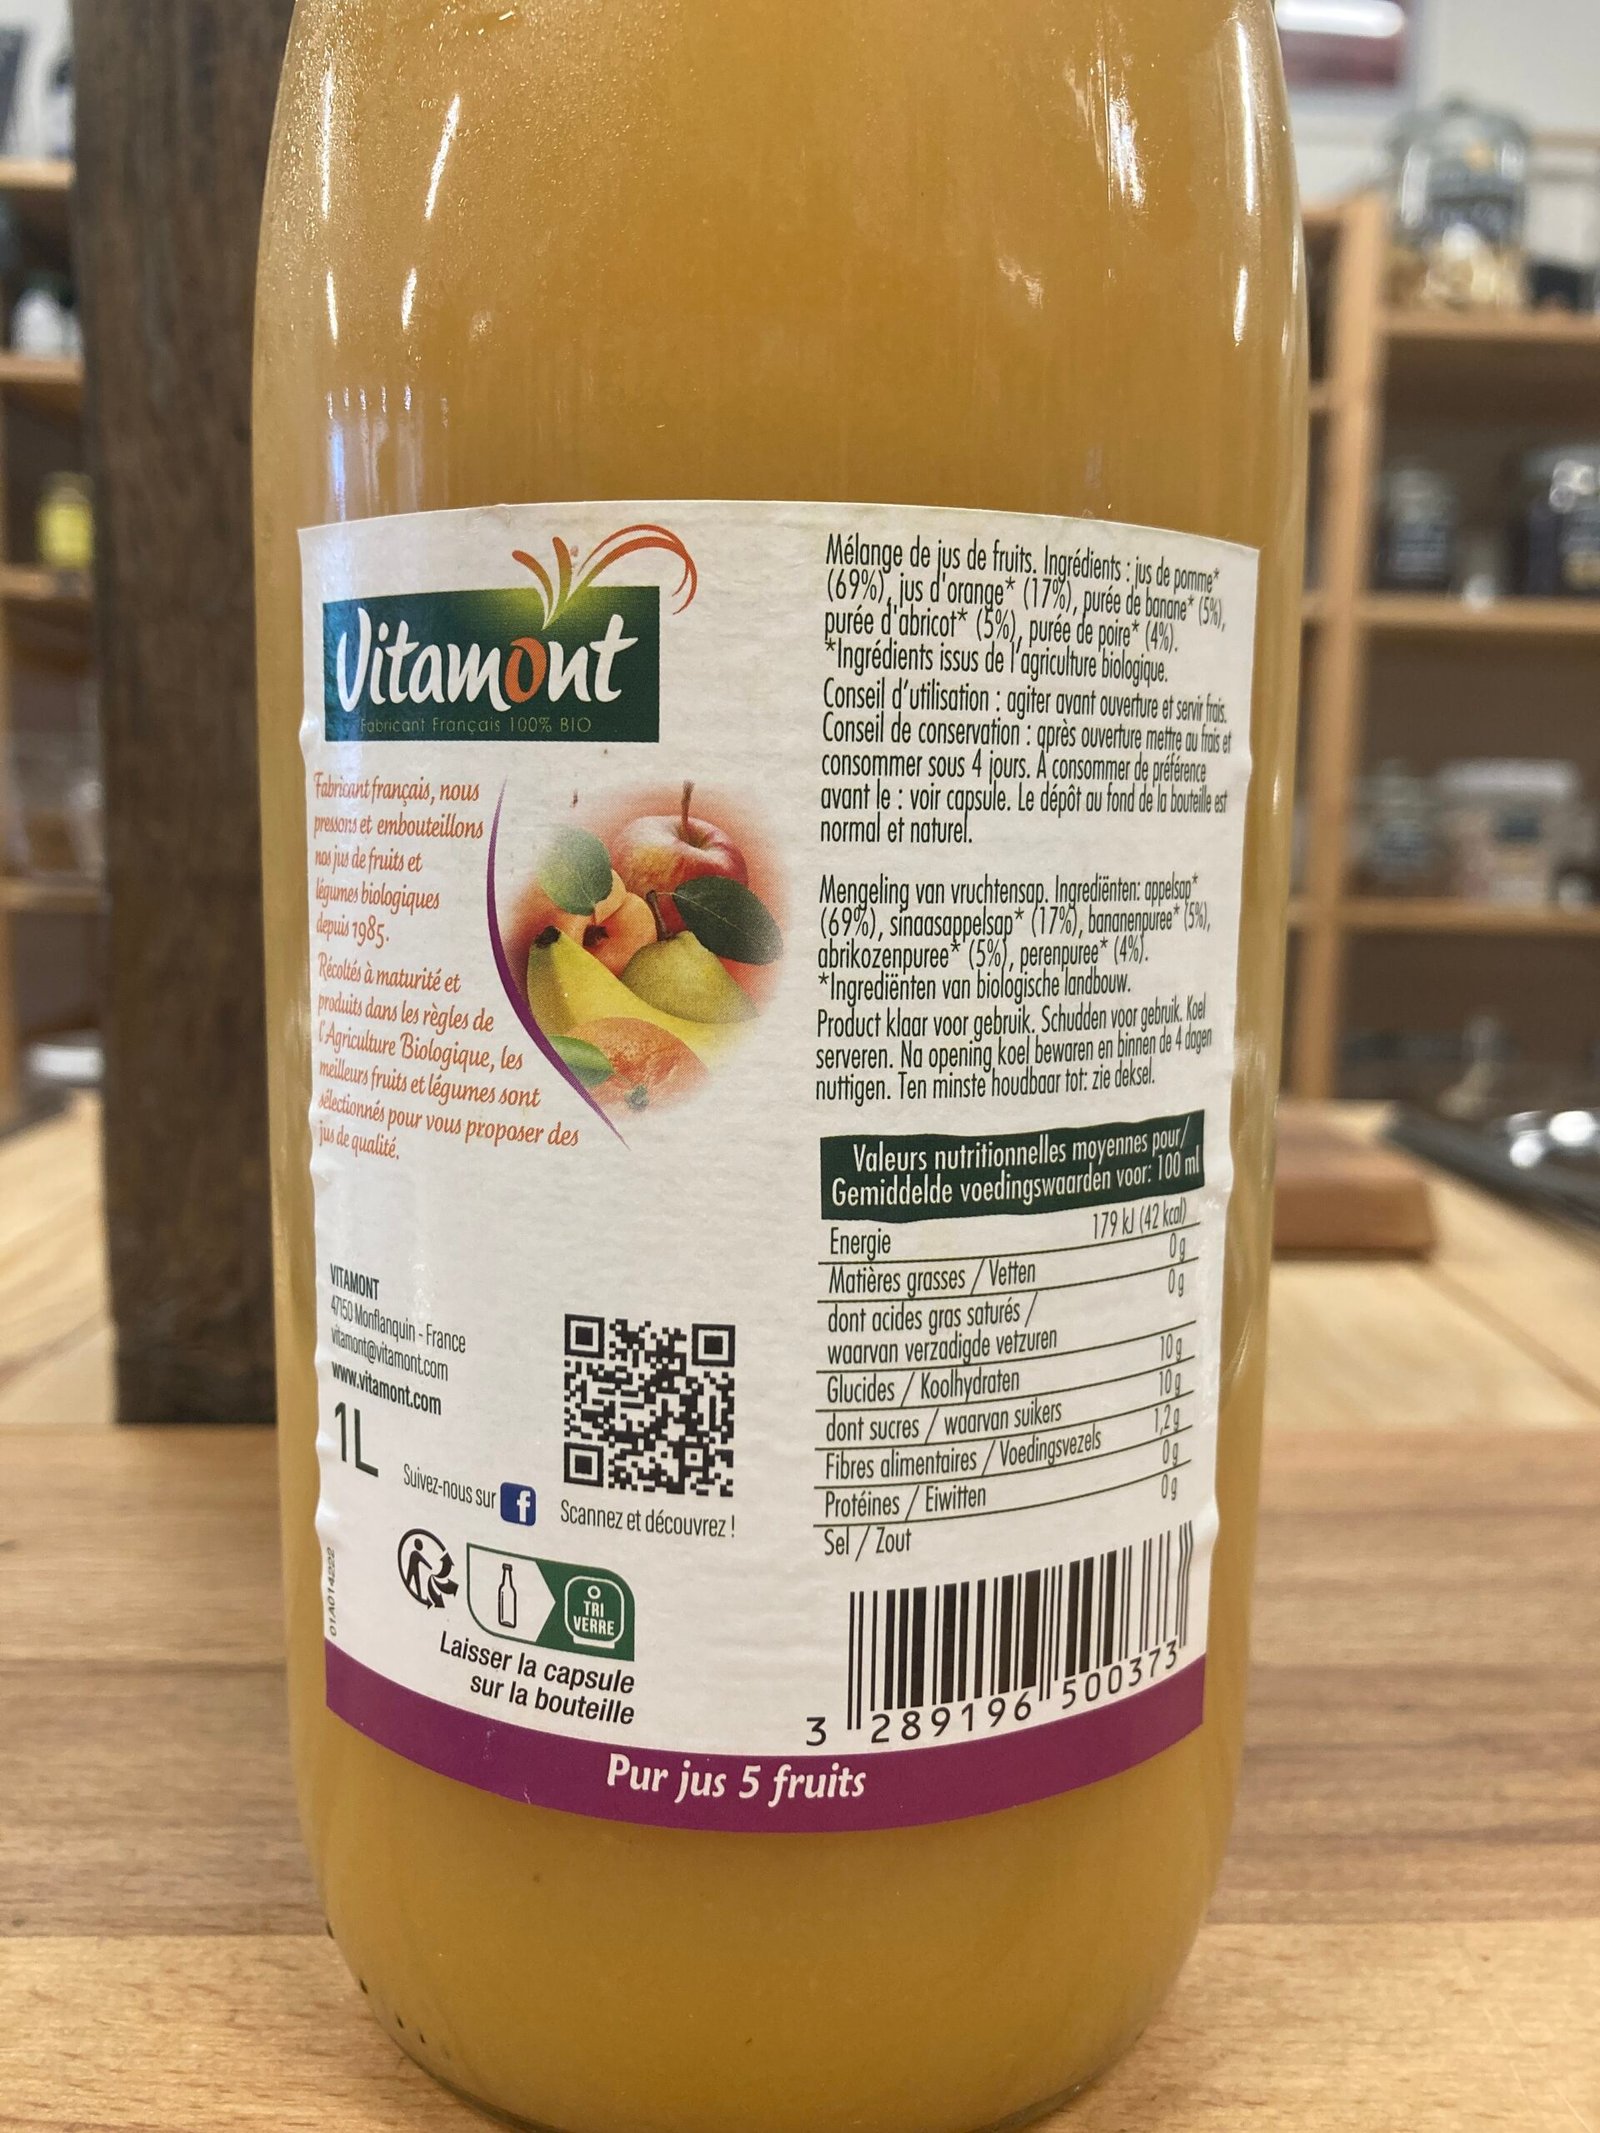 Vitamont
Fabricant Français 100% BIO
Fabricant français, nous
pressons et embouteillons
nos jus de fruits et
légumes biologiques
depuis 1985.
Récoltés à maturité et
produits dans les règles de
l'Agriculture Biologique, les
meilleurs fruits et légumes sont
sélectionnés pour vous proposer des
jus de qualité.
VITAMONT
47150 Monflanquin - France
vitamont@vitamont.com
www.vitamont.com
1L
Suivez-nous sur f
Scannez et découvrez !
01A014222
TRI
VERRE
Laisser la capsule
sur la bouteille
Mélange de jus de fruits. Ingrédients : jus de pomme*
(69%), jus d'orange* (17%), purée de banane* (5%),
purée d'abricot* (5%), purée de poire* (4%).
*Ingrédients issus de l'agriculture biologique.
Conseil d'utilisation : agiter avant ouverture et servir frais.
Conseil de conservation : après ouverture mettre au frais et
consommer sous 4 jours. À consommer de préférence
avant le : voir capsule. Le dépôt au fond de la bouteille est
normal et naturel.
Mengeling van vruchtensap. Ingrediënten: appelsap*
(69%), sinaasappelsap* (17%), bananenpuree* (5%),
abrikozenpuree* (5%), perenpuree* (4%).
*Ingrediënten van biologische landbouw.
Product klaar voor gebruik. Schudden voor gebruik. Koel
serveren. Na opening koel bewaren en binnen de 4 dagen
nuttigen. Ten minste houdbaar tot: zie deksel.
Valeurs nutritionnelles moyennes pour/
Gemiddelde voedingswaarden voor: 100 ml
Energie 179 kJ (42 kcal)
Matières grasses / Vetten 0g
dont acides gras saturés / 0g
waarvan verzadigde vetzuren
Glucides / Koolhydraten 10g
dont sucres / waarvan suikers 10g
Fibres alimentaires / Voedingsvezels 1,2g
Protéines / Eiwitten 0g
Sel / Zout 0g
3 289196 500373
Pur jus 5 fruits